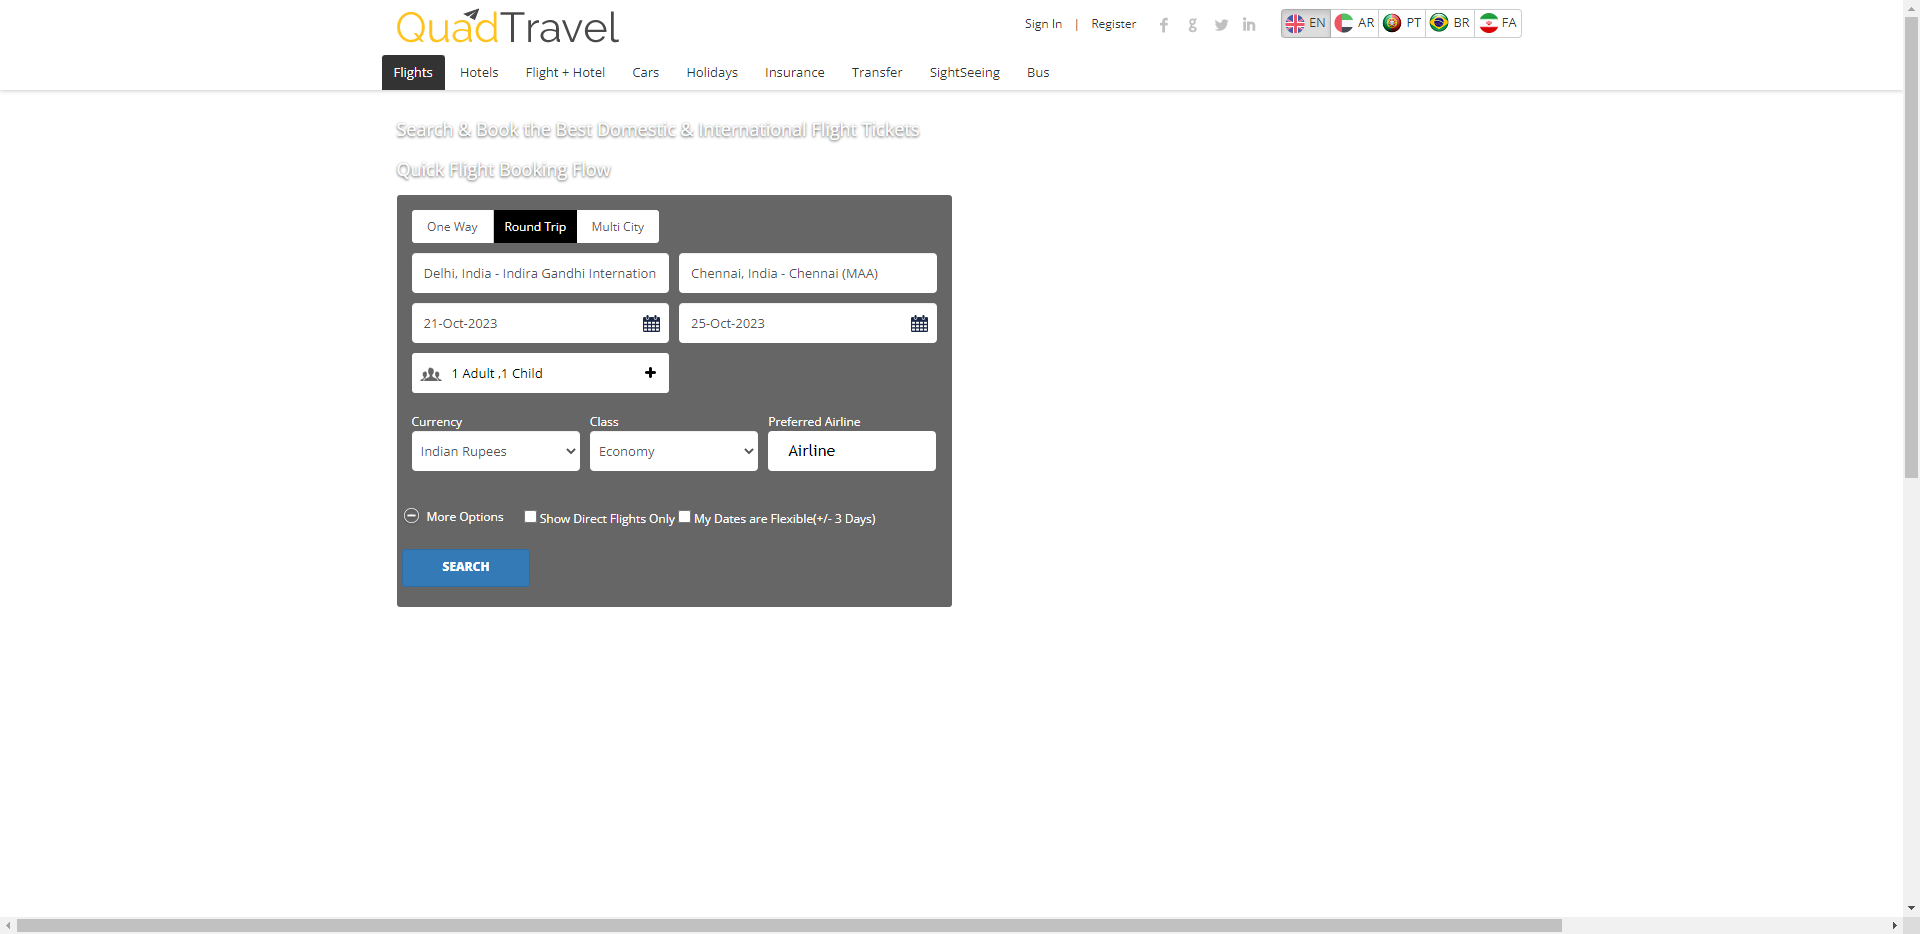 QuadTravel
Sign In | Register
EN AR PT BR FA
Flights Hotels Flight + Hotel Cars Holidays Insurance Transfer SightSeeing Bus
Search & Book the Best Domestic & International Flight Tickets
Quick Flight Booking Flow
One Way Round Trip Multi City
Delhi, India - Indira Gandhi Internation Chennai, India - Chennai (MAA)
21-Oct-2023 25-Oct-2023
1 Adult ,1 Child
Currency Class Preferred Airline
Indian Rupees Economy Airline
More Options Show Direct Flights Only My Dates are Flexible(+/- 3 Days)
SEARCH